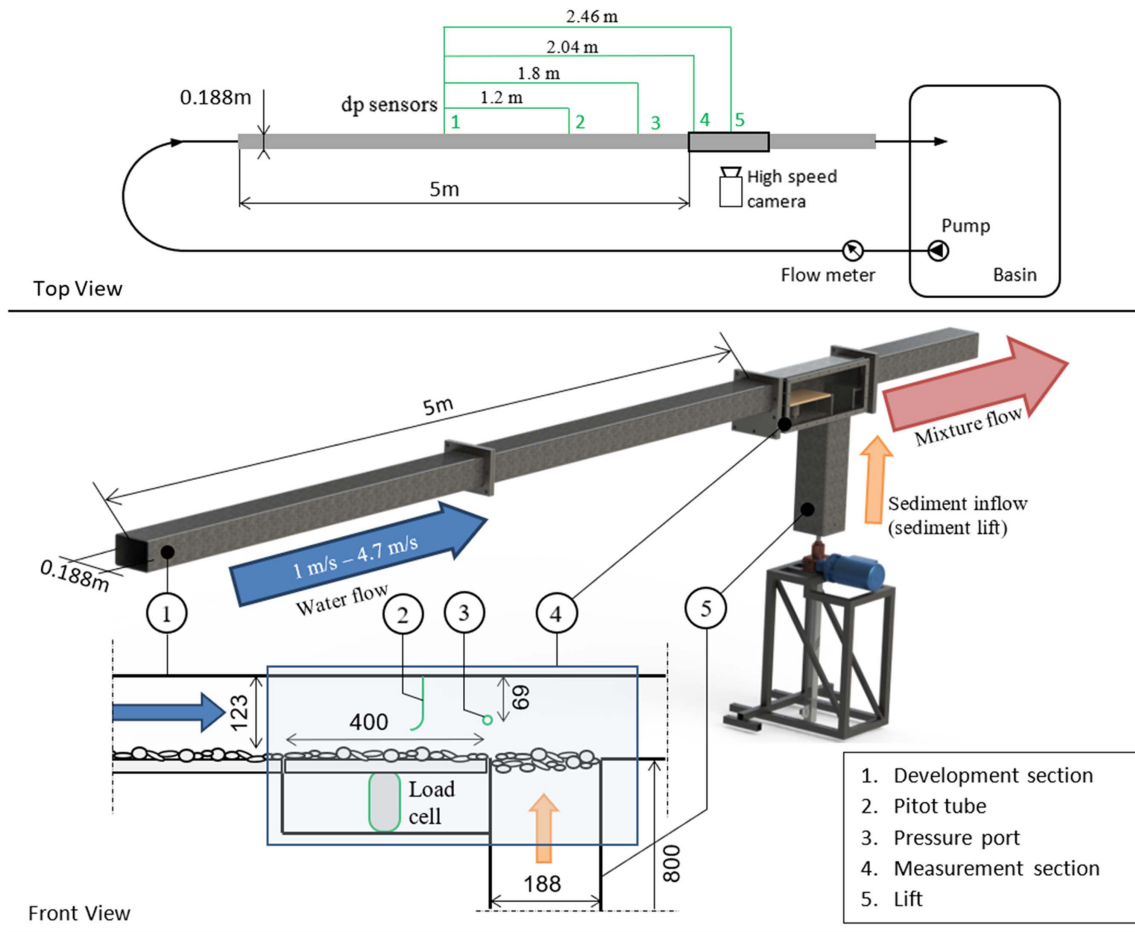 2.46 m
2.04 m
1.8 m
1.2 m
0.188m
dp sensors
1
2
3
4
5
5m
High speed
camera
Pump
Flow meter
Basin
Top View
5m
0.188m
1 m/s – 4.7 m/s
Water flow
Mixture flow
Sediment inflow
(sediment lift)
1
2
3
4
5
123
400
69
Load
cell
188
800
Front View
1. Development section
2. Pitot tube
3. Pressure port
4. Measurement section
5. Lift